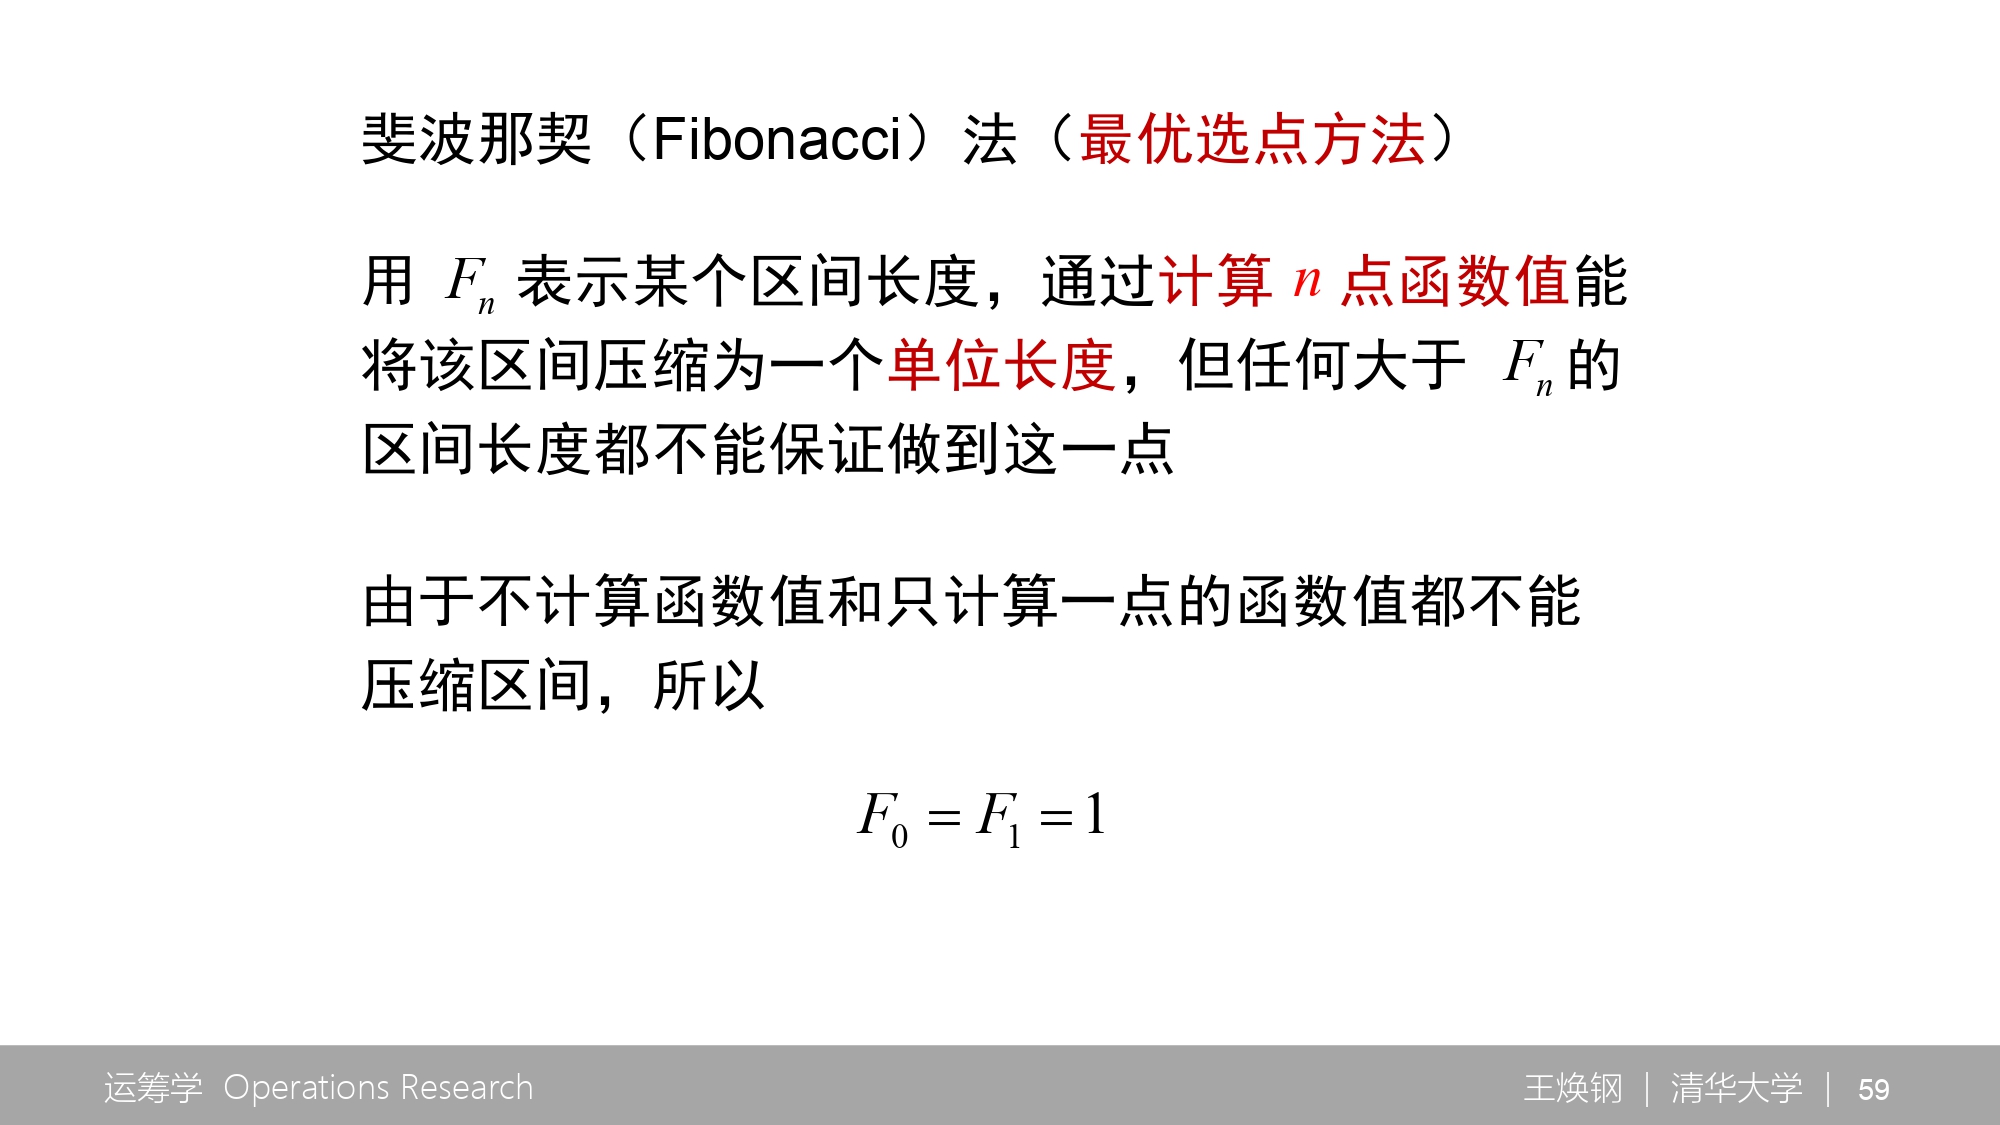 斐波那契（Fibonacci）法（最优选点方法）
用 Fₙ 表示某个区间长度，通过计算 n 点函数值能
将该区间压缩为一个单位长度，但任何大于 Fₙ 的
区间长度都不能保证做到这一点
由于不计算函数值和只计算一点的函数值都不能
压缩区间，所以
F₀ = F₁ = 1
运筹学 Operations Research
王焕钢 | 清华大学 | 59